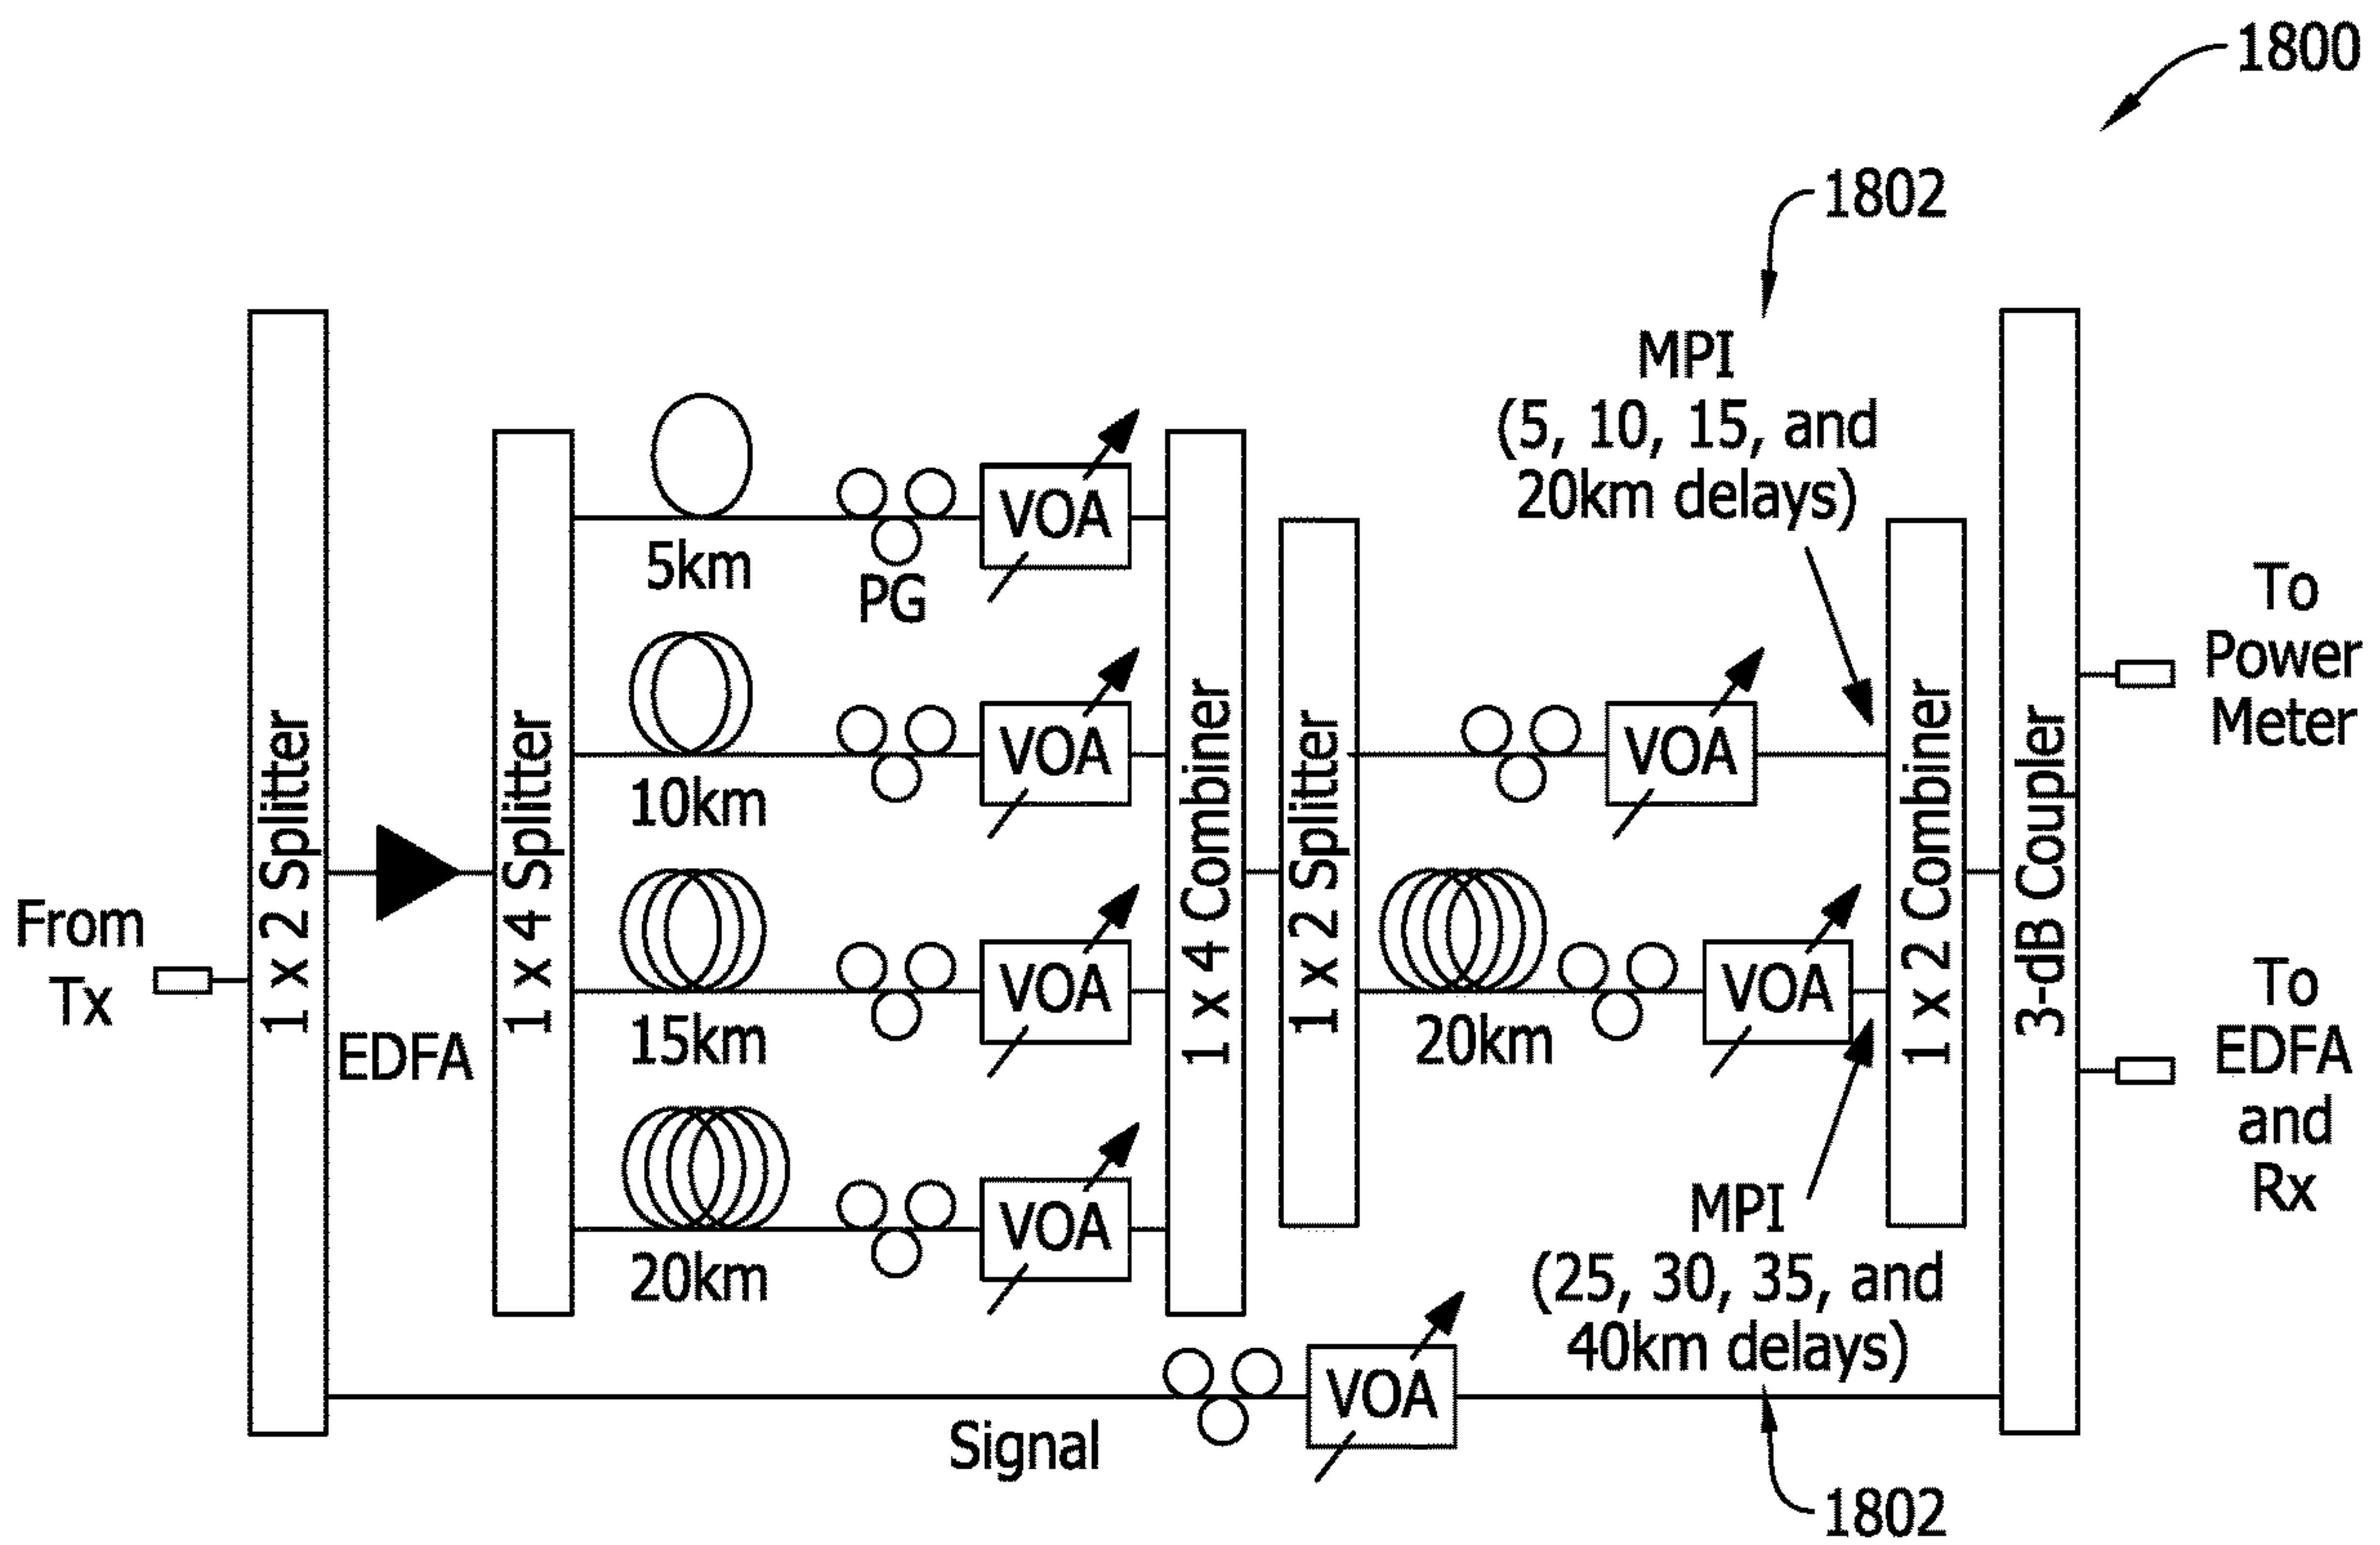 1800
1802
MPI
(5, 10, 15, and
20km delays)
From
Tx
1 x 2 Splitter
EDFA
1 x 4 Splitter
5km
PG
VOA
10km
VOA
15km
VOA
20km
VOA
1 x 4 Combiner
1 x 2 Splitter
VOA
20km
VOA
MPI
(25, 30, 35, and
40km delays)
1802
1 x 2 Combiner
3-dB Coupler
Signal
VOA
To
Power
Meter
To
EDFA
and
Rx